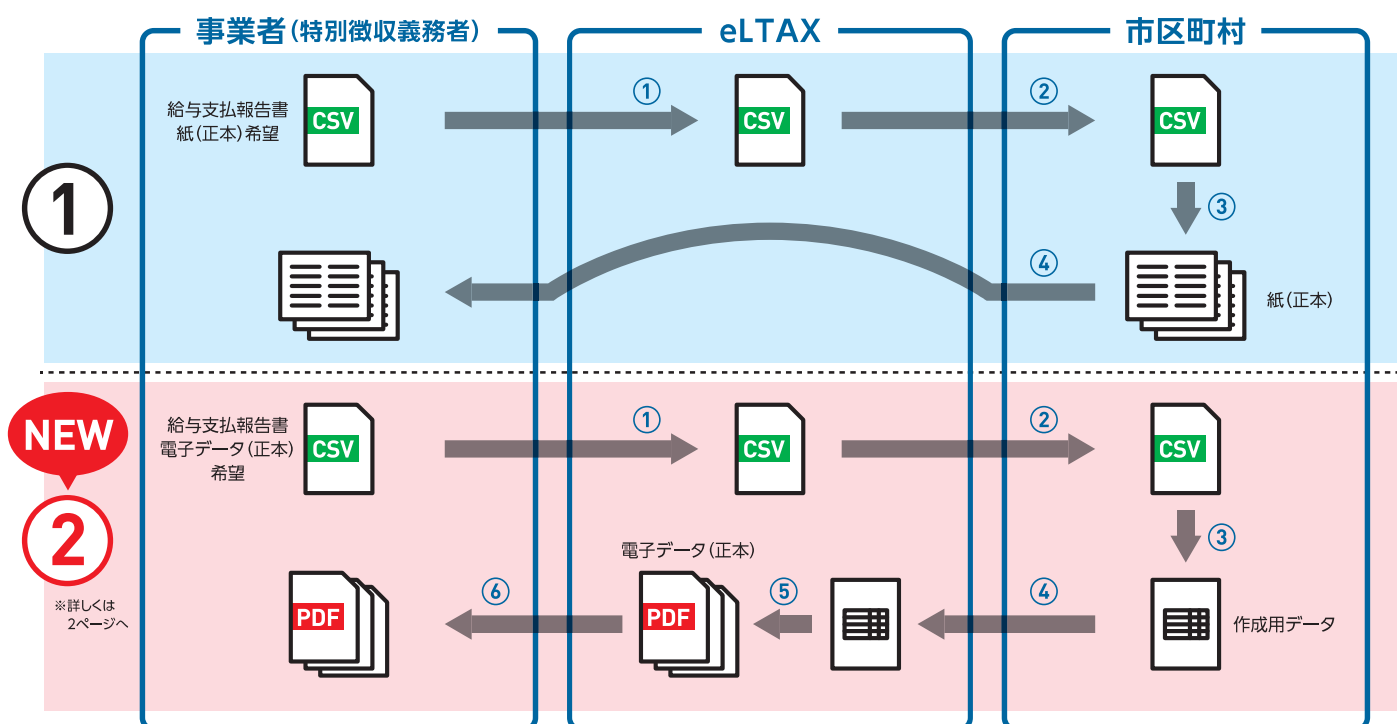 事業者(特別徴収義務者)
eLTAX
市区町村
1
給与支払報告書
紙(正本)希望
CSV
①
CSV
②
CSV
③
④
紙(正本)
NEW
2
※詳しくは
2ページへ
給与支払報告書
電子データ(正本)
希望
CSV
①
CSV
②
CSV
③
電子データ(正本)
PDF
⑥
PDF
⑤
④
作成用データ